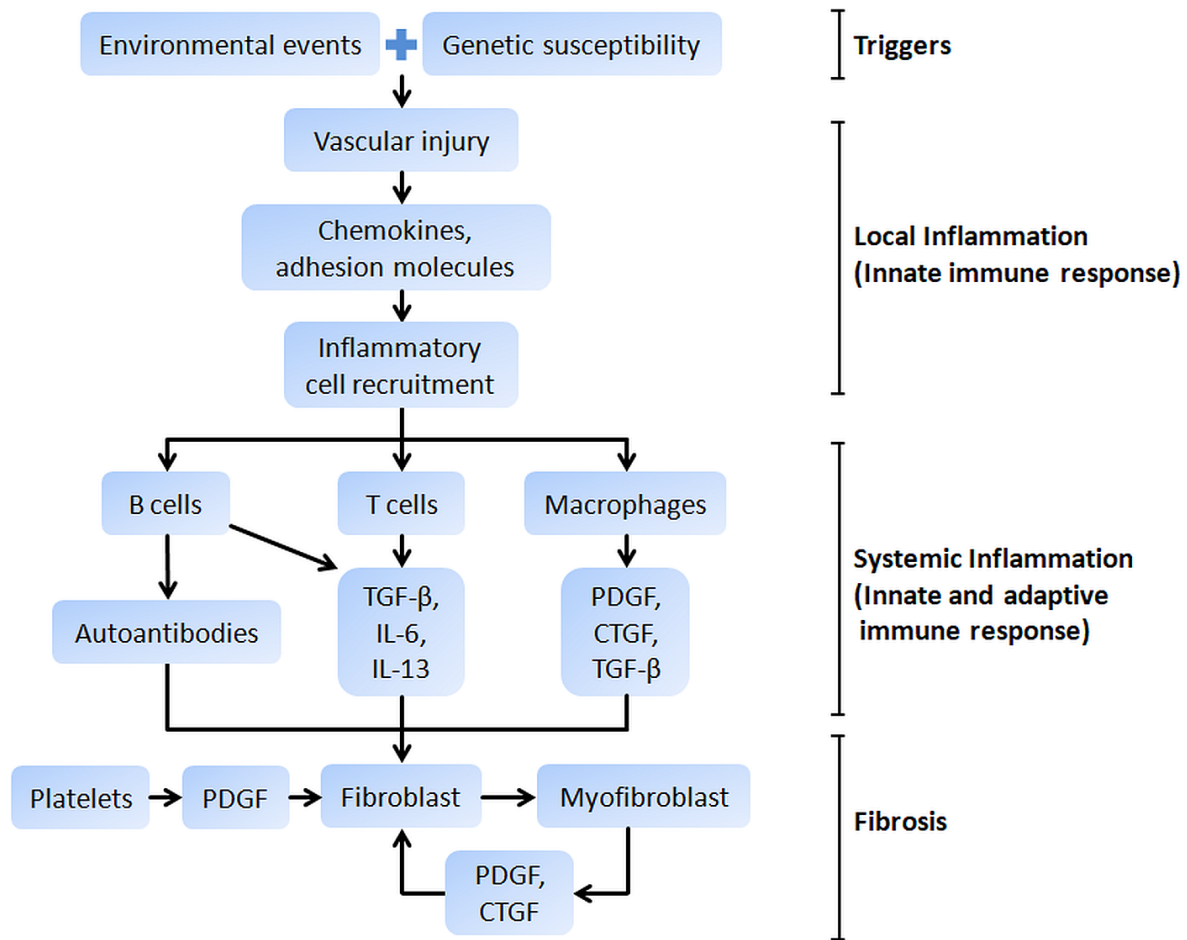 Environmental events
Genetic susceptibility
Triggers
Vascular injury
Chemokines,
adhesion molecules
Local Inflammation
(Innate immune response)
Inflammatory
cell recruitment
B cells
T cells
Macrophages
TGF-β,
IL-6,
IL-13
PDGF,
CTGF,
TGF-β
Autoantibodies
Systemic Inflammation
(Innate and adaptive
immune response)
Platelets
PDGF
Fibroblast
Myofibroblast
Fibrosis
PDGF,
CTGF